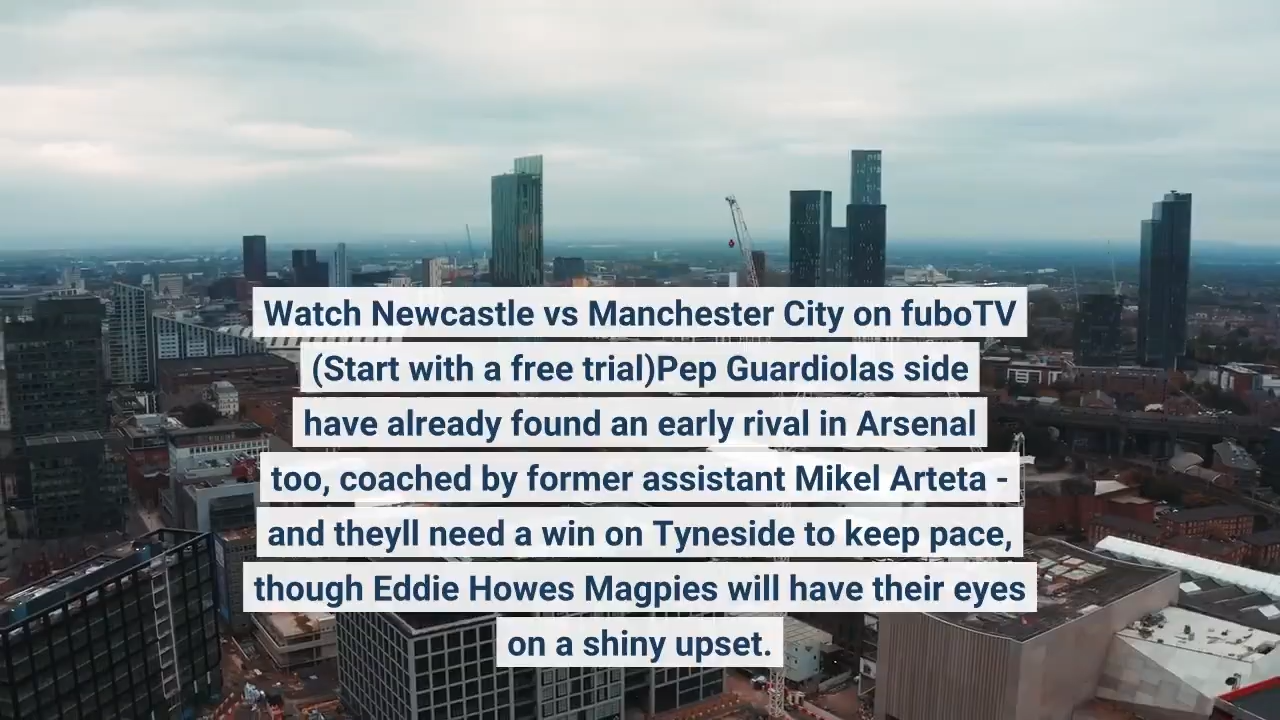 Watch Newcastle vs Manchester City on fuboTV
(Start with a free trial)Pep Guardiolas side
have already found an early rival in Arsenal
too, coached by former assistant Mikel Arteta -
and theyll need a win on Tyneside to keep pace,
though Eddie Howes Magpies will have their eyes
on a shiny upset.